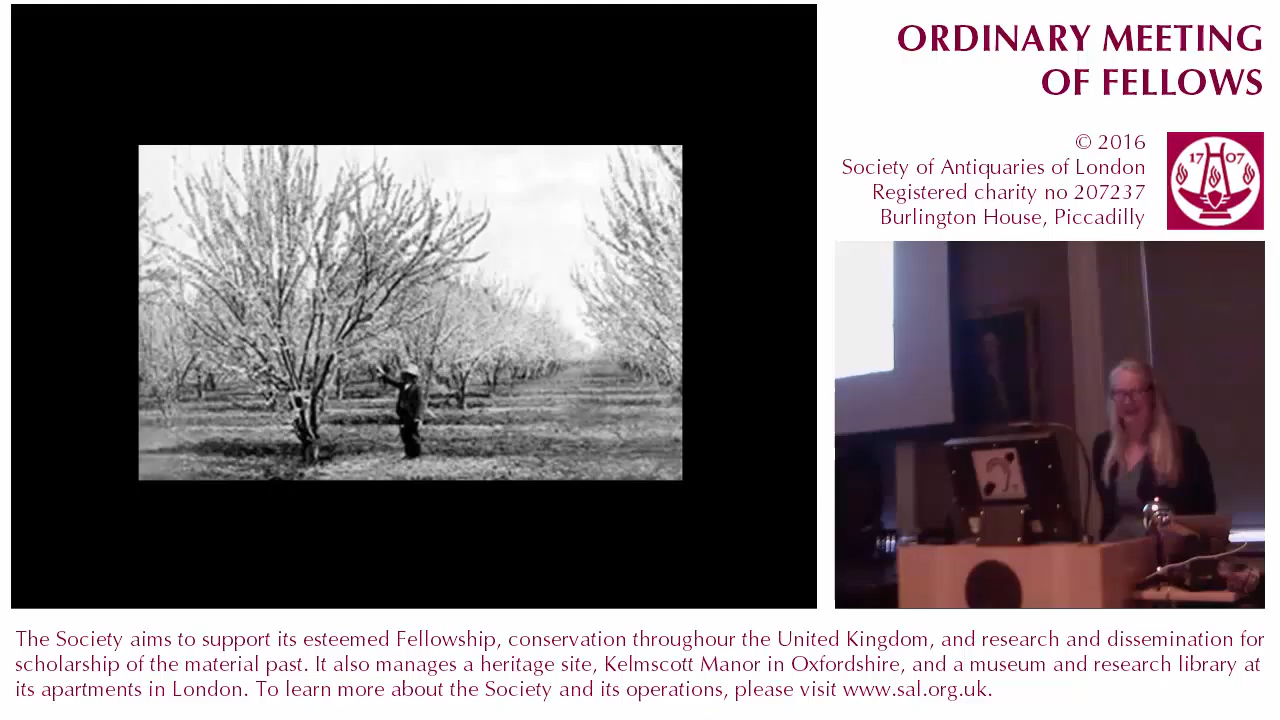 ORDINARY MEETING
OF FELLOWS
© 2016
Society of Antiquaries of London
Registered charity no 207237
Burlington House, Piccadilly
17 07
The Society aims to support its esteemed Fellowship, conservation throughour the United Kingdom, and research and dissemination for
scholarship of the material past. It also manages a heritage site, Kelmscott Manor in Oxfordshire, and a museum and research library at
its apartments in London. To learn more about the Society and its operations, please visit www.sal.org.uk.